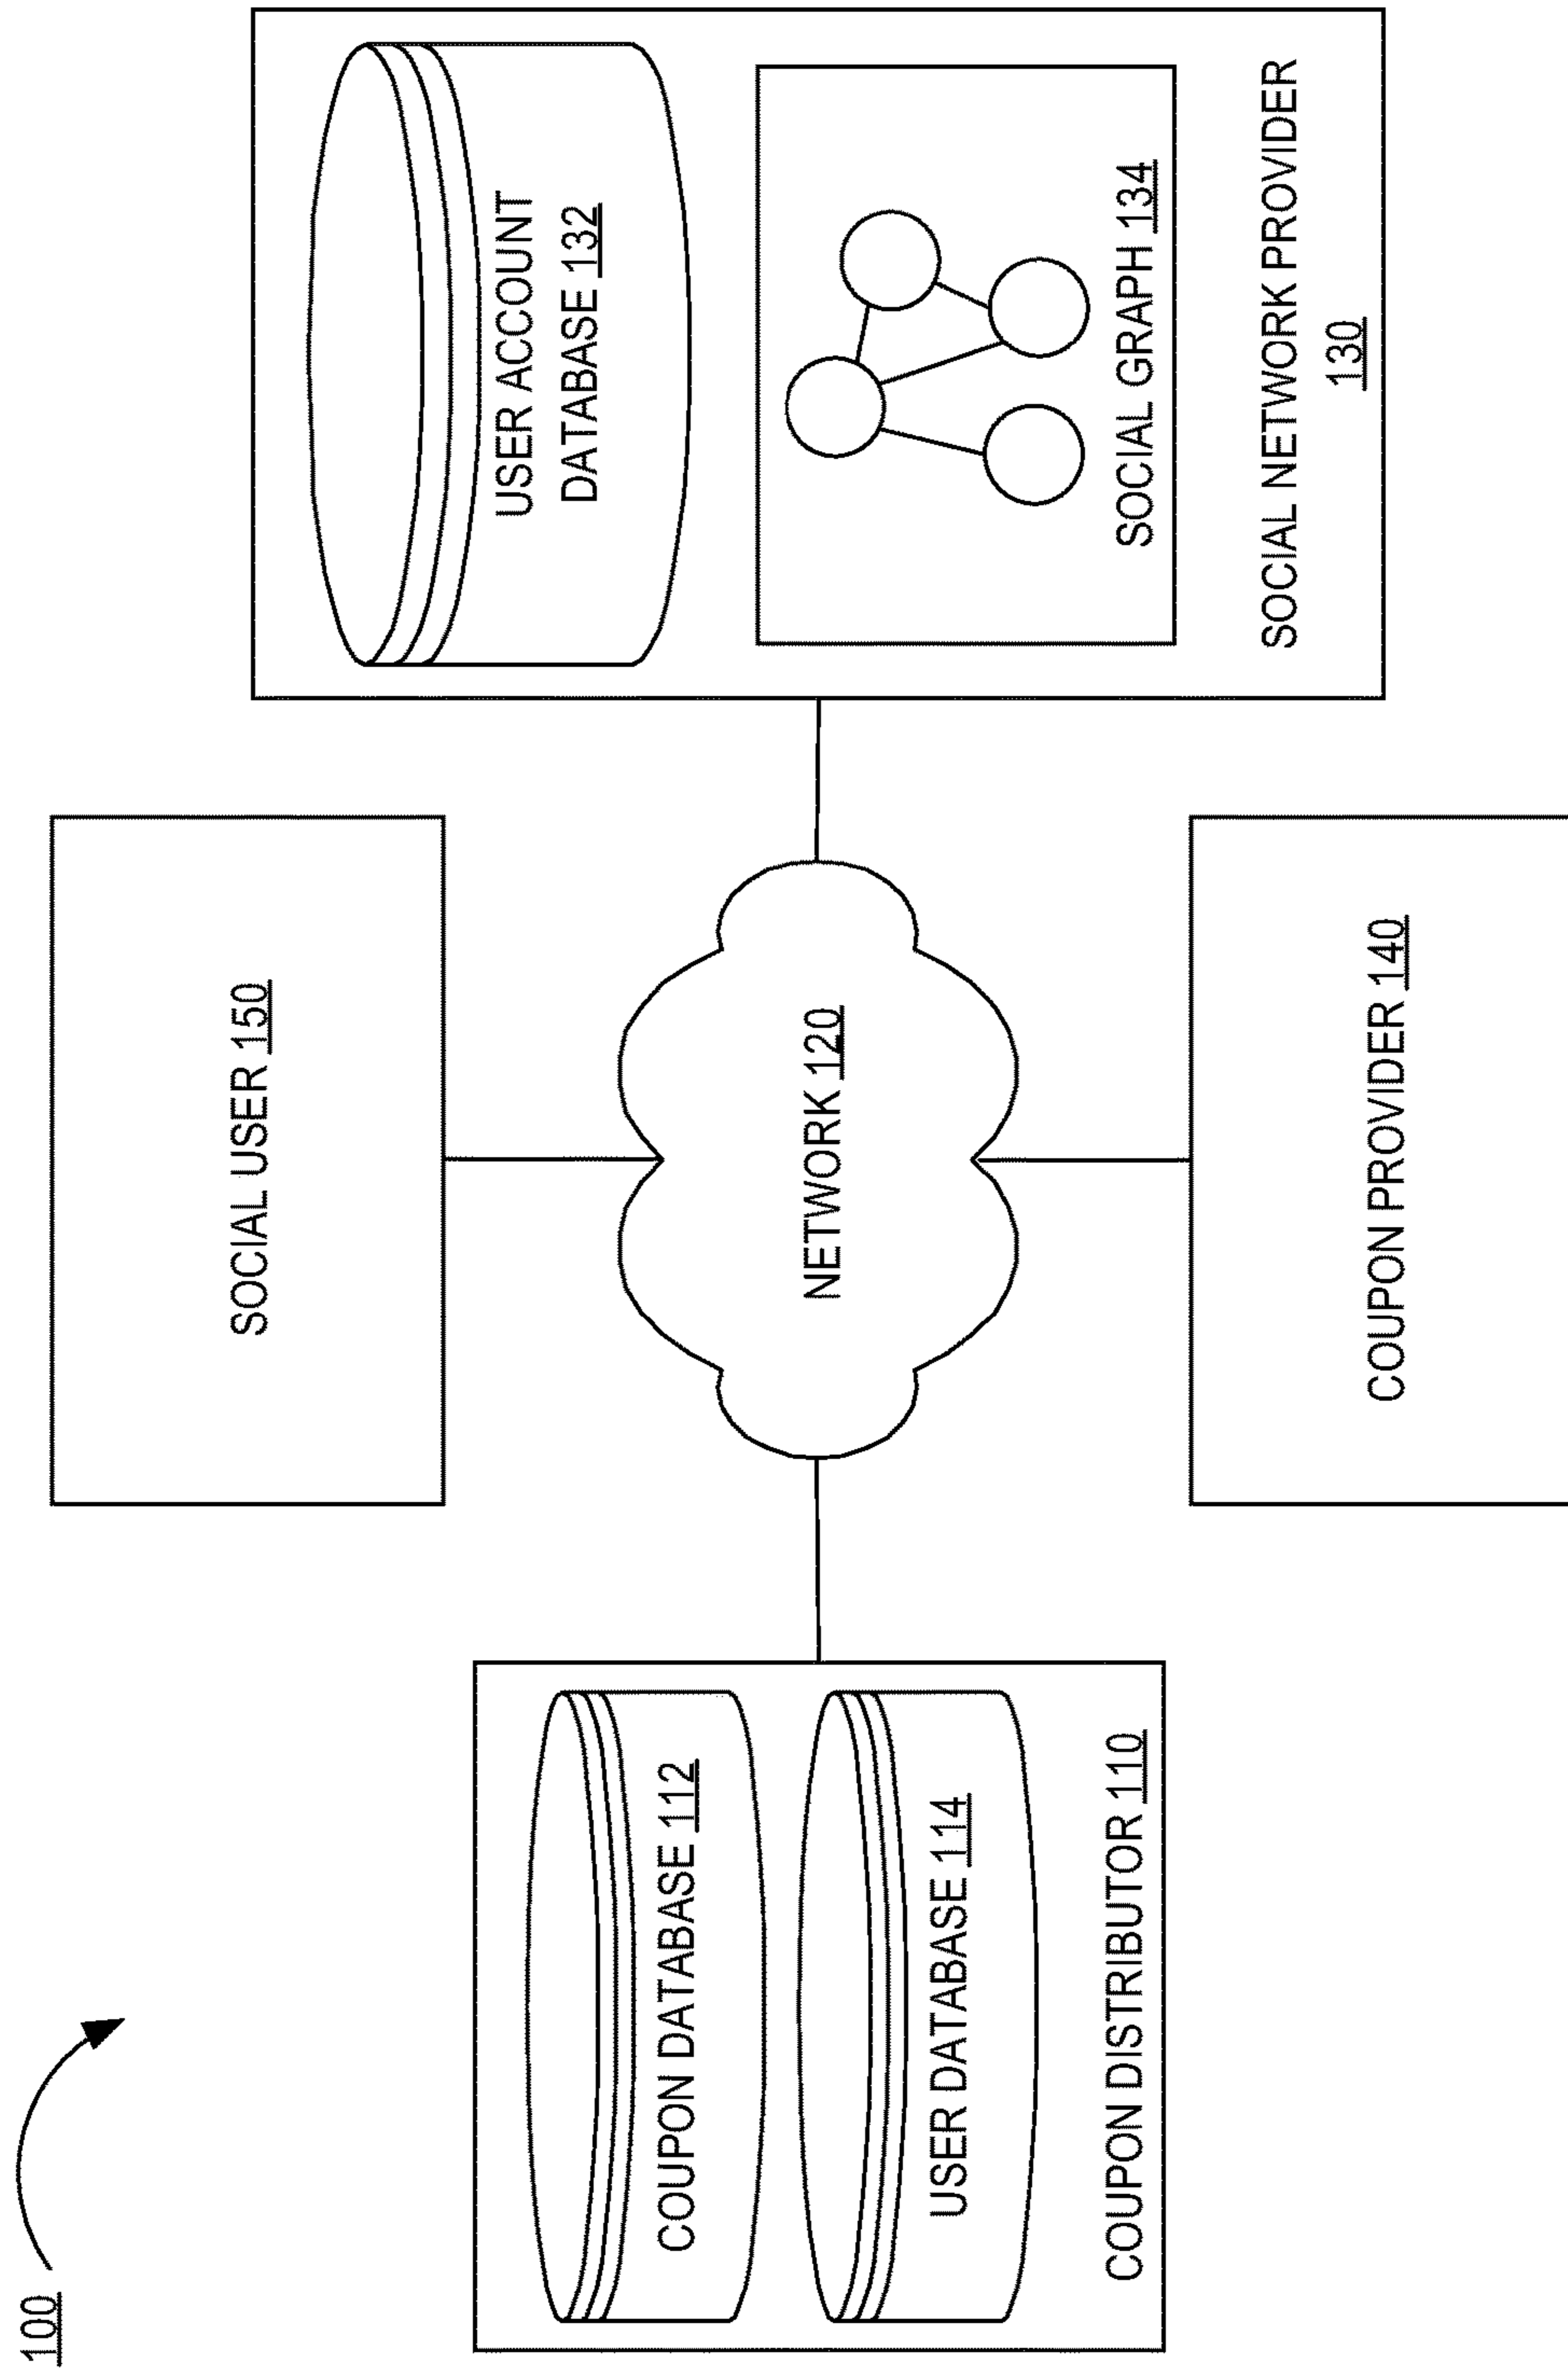 100
SOCIAL USER 150
COUPON DATABASE 112
USER DATABASE 114
COUPON DISTRIBUTOR 110
NETWORK 120
USER ACCOUNT
DATABASE 132
SOCIAL GRAPH 134
SOCIAL NETWORK PROVIDER
130
COUPON PROVIDER 140